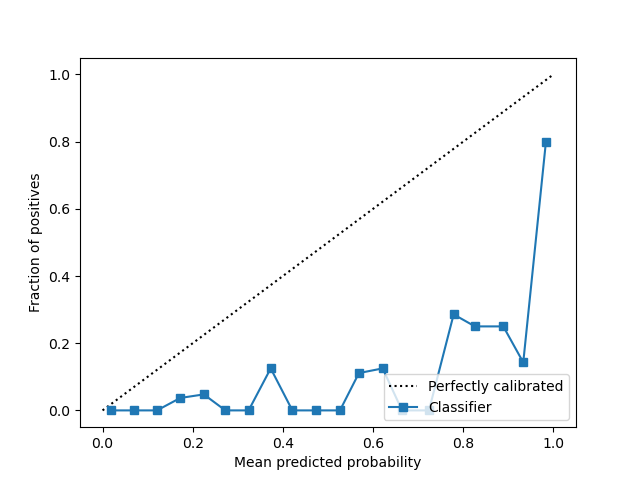 1.0
0.8
0.6
0.4
0.2
0.0
Fraction of positives
0.0 0.2 0.4 0.6 0.8 1.0
Mean predicted probability
Perfectly calibrated
Classifier